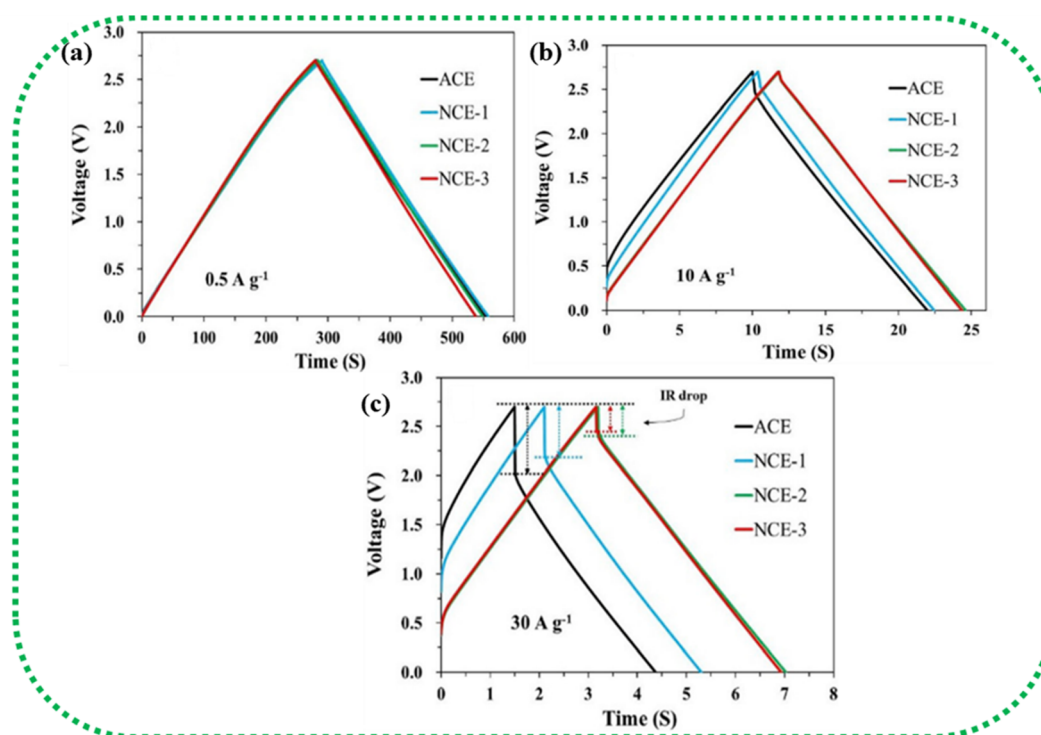 (a)
3.0
2.5
2.0
1.5
1.0
0.5
0.0
Voltage (V)
ACE
NCE-1
NCE-2
NCE-3
0.5 A g⁻¹
0 100 200 300 400 500 600
Time (S)
(b)
3.0
2.5
2.0
1.5
1.0
0.5
0.0
Voltage (V)
ACE
NCE-1
NCE-2
NCE-3
10 A g⁻¹
0 5 10 15 20 25
Time (S)
(c)
3.0
2.5
2.0
1.5
1.0
0.5
0.0
Voltage (V)
IR drop
ACE
NCE-1
NCE-2
NCE-3
30 A g⁻¹
0 1 2 3 4 5 6 7 8
Time (S)